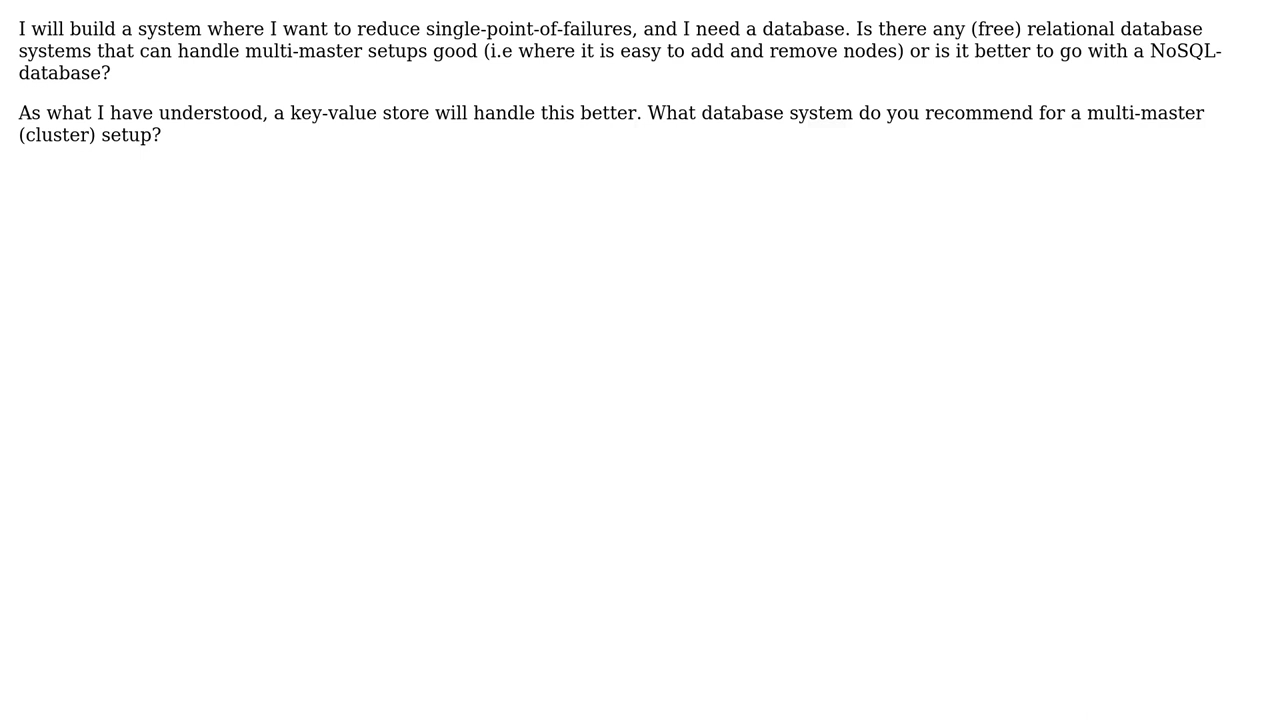 I will build a system where I want to reduce single-point-of-failures, and I need a database. Is there any (free) relational database
systems that can handle multi-master setups good (i.e where it is easy to add and remove nodes) or is it better to go with a NoSQL-
database?
As what I have understood, a key-value store will handle this better. What database system do you recommend for a multi-master
(cluster) setup?